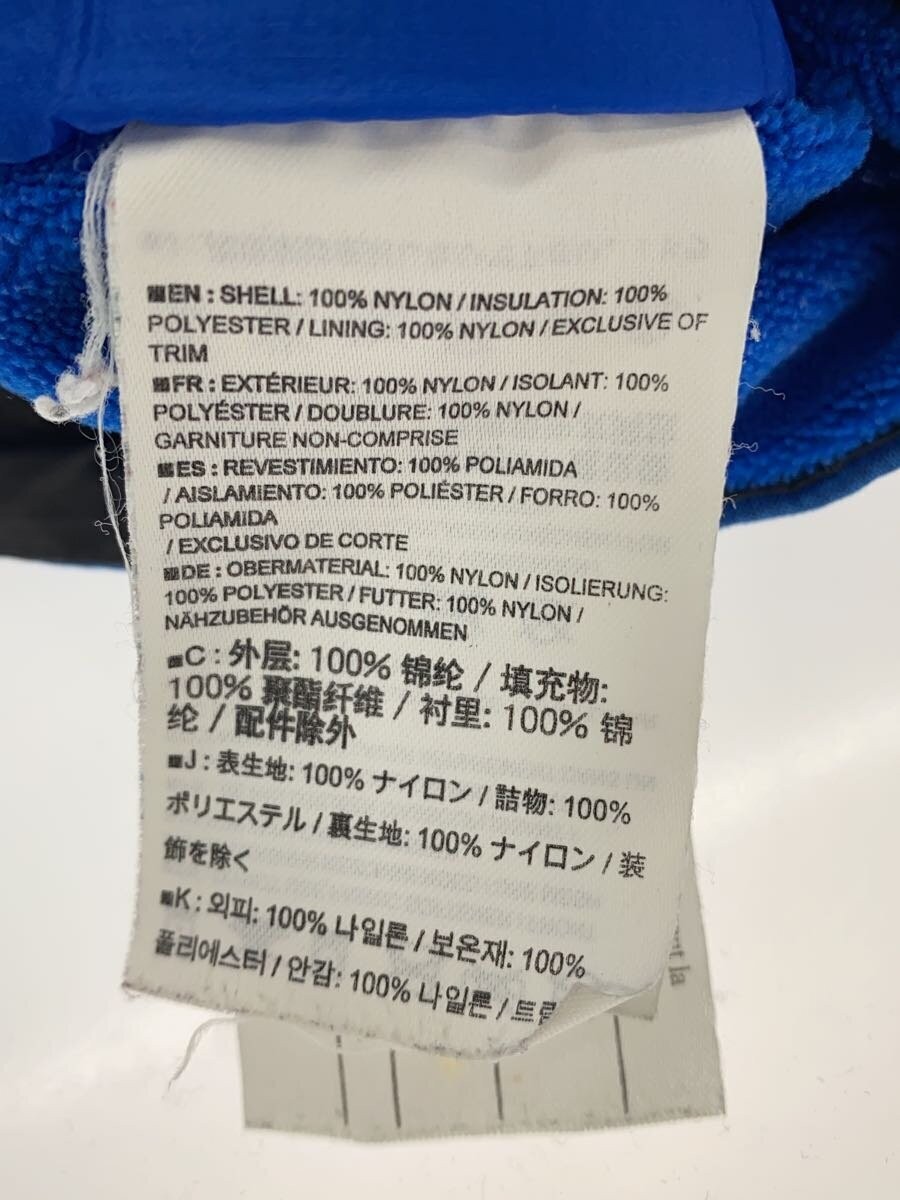 EN : SHELL: 100% NYLON / INSULATION: 100%
POLYESTER / LINING: 100% NYLON / EXCLUSIVE OF
TRIM
FR : EXTÉRIEUR: 100% NYLON / ISOLANT: 100%
POLYÉSTER / DOUBLURE: 100% NYLON /
GARNITURE NON-COMPRISE
ES : REVESTIMIENTO: 100% POLIAMIDA
/ AISLAMIENTO: 100% POLIÉSTER / FORRO: 100%
POLIAMIDA
/ EXCLUSIVO DE CORTE
DE : OBERMATERIAL: 100% NYLON / ISOLIERUNG:
100% POLYESTER / FUTTER: 100% NYLON /
NÄHZUBEHÖR AUSGENOMMEN
C : 外层: 100% 锦纶 / 填充物:
100% 聚酯纤维 / 衬里: 100% 锦
纶 / 配件除外
J : 表生地: 100% ナイロン / 詰物: 100%
ポリエステル / 裏生地: 100% ナイロン / 装
飾を除く
K : 외피: 100% 나일론 / 보온재: 100%
폴리에스터 / 안감: 100% 나일론 /